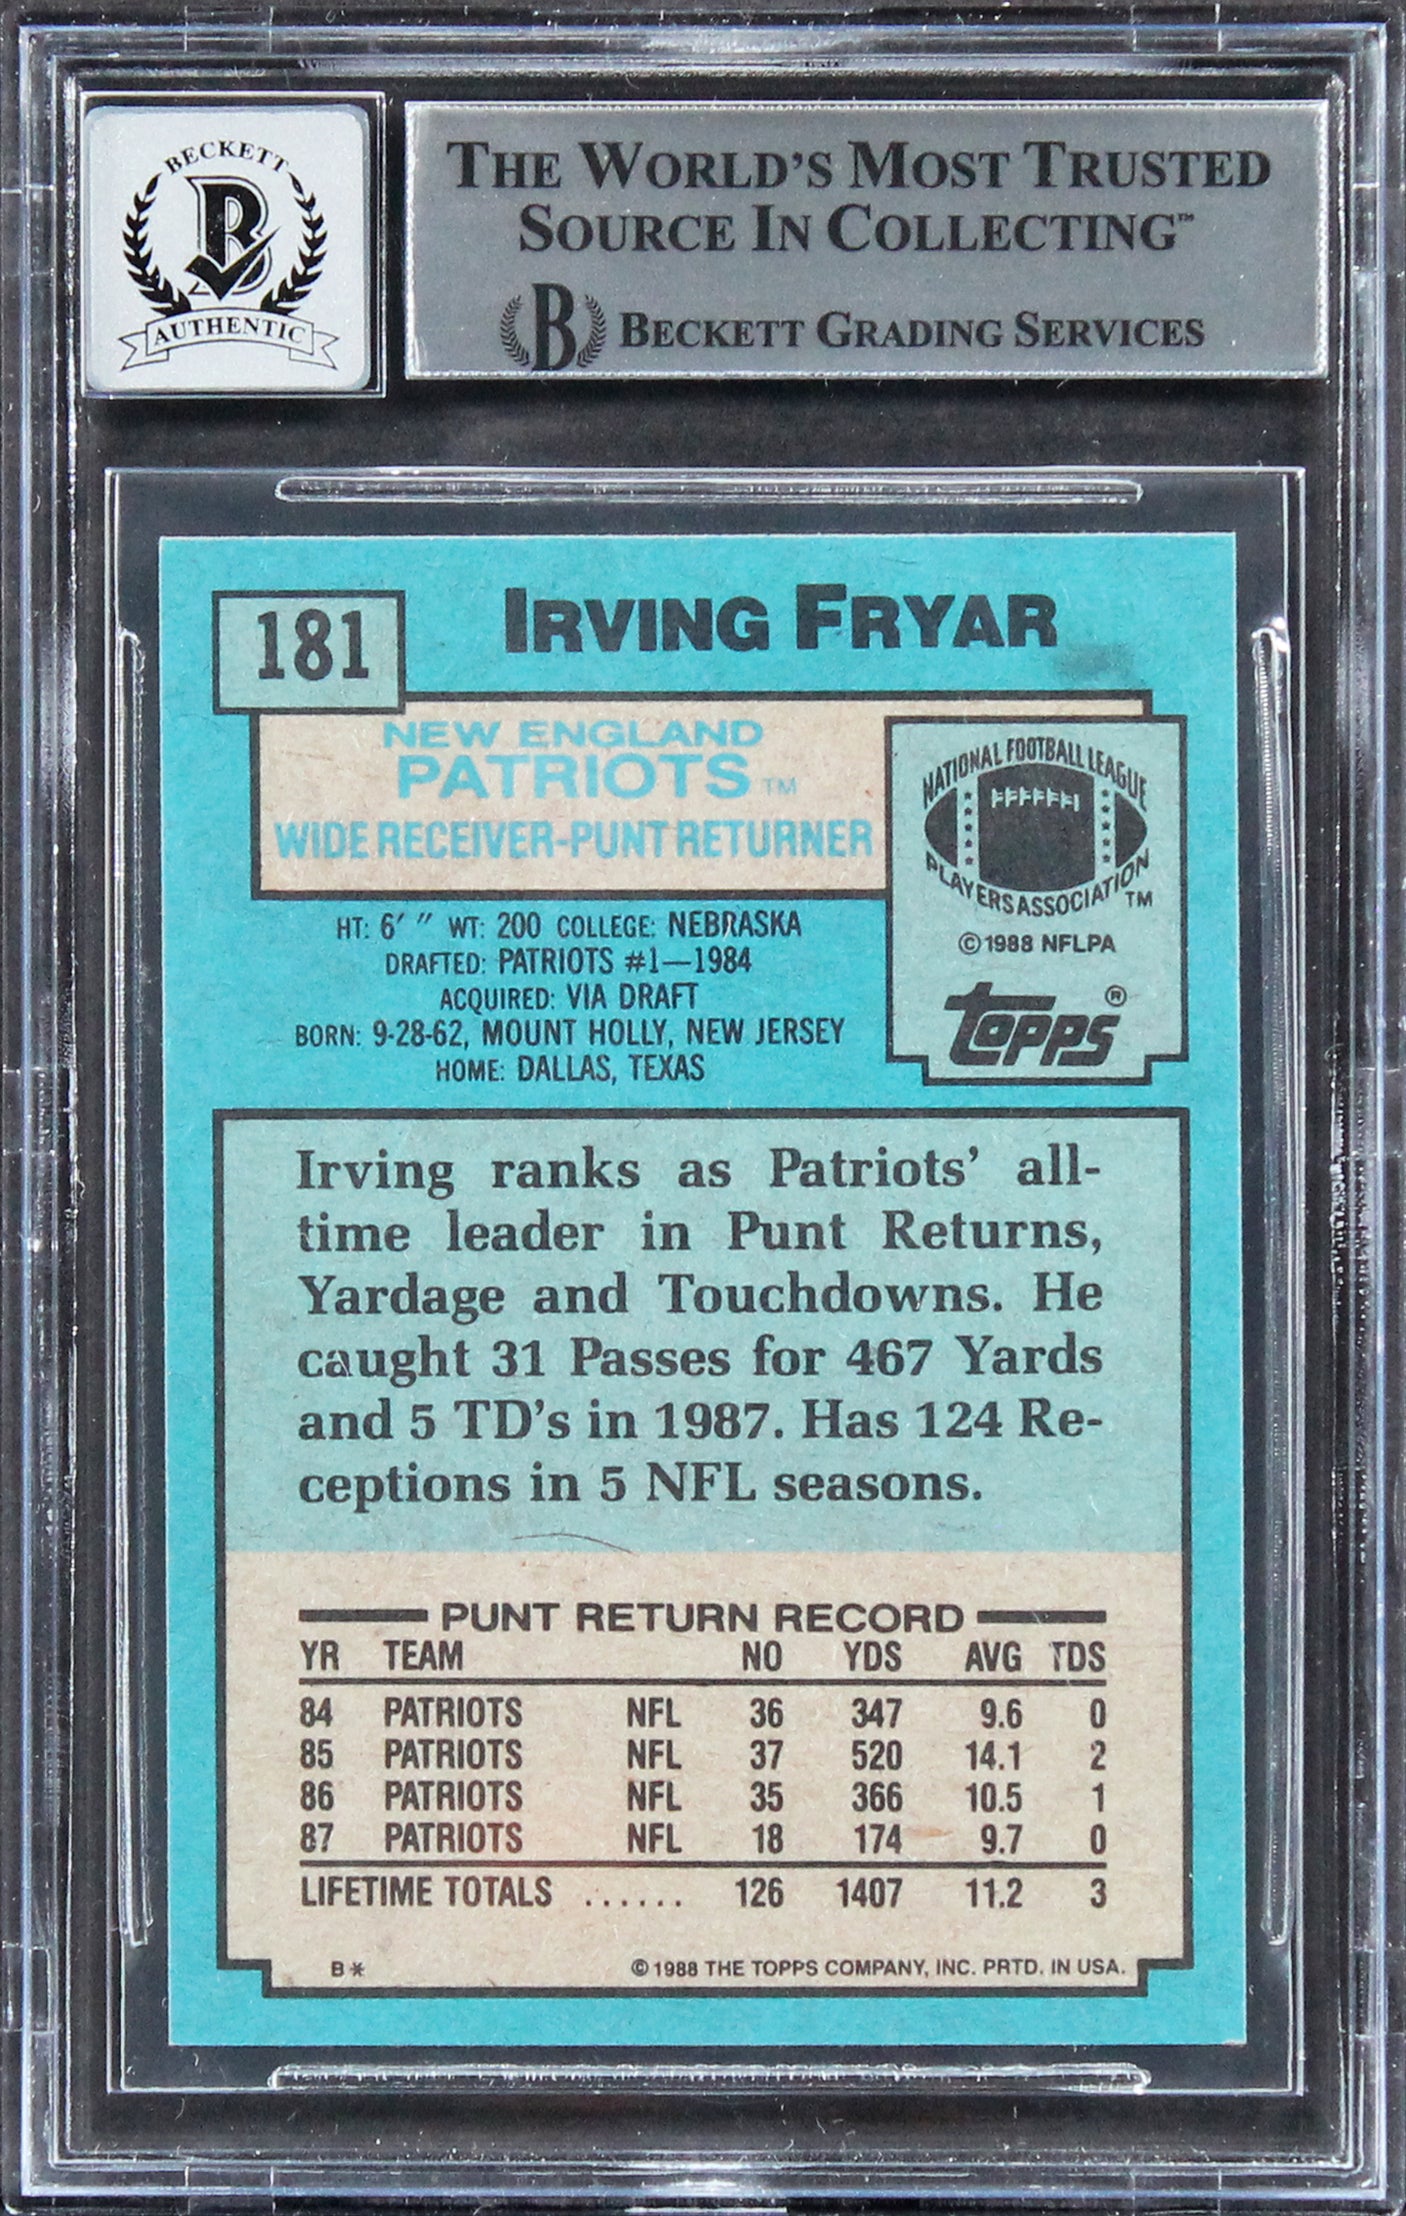 BECKETT
B
AUTHENTIC
THE WORLD'S MOST TRUSTED
SOURCE IN COLLECTING™
B BECKETT GRADING SERVICES
181
IRVING FRYAR
NEW ENGLAND
PATRIOTS TM
WIDE RECEIVER-PUNT RETURNER
NATIONAL FOOTBALL LEAGUE
PLAYERS ASSOCIATION TM
©1988 NFLPA
TOPPS®
HT: 6′ ″ WT: 200 COLLEGE: NEBRASKA
DRAFTED: PATRIOTS #1—1984
ACQUIRED: VIA DRAFT
BORN: 9-28-62, MOUNT HOLLY, NEW JERSEY
HOME: DALLAS, TEXAS
Irving ranks as Patriots' all-
time leader in Punt Returns,
Yardage and Touchdowns. He
caught 31 Passes for 467 Yards
and 5 TD's in 1987. Has 124 Re-
ceptions in 5 NFL seasons.
PUNT RETURN RECORD
YR TEAM NO YDS AVG TDS
84 PATRIOTS NFL 36 347 9.6 0
85 PATRIOTS NFL 37 520 14.1 2
86 PATRIOTS NFL 35 366 10.5 1
87 PATRIOTS NFL 18 174 9.7 0
LIFETIME TOTALS ...... 126 1407 11.2 3
B* ©1988 THE TOPPS COMPANY, INC. PRTD. IN USA.